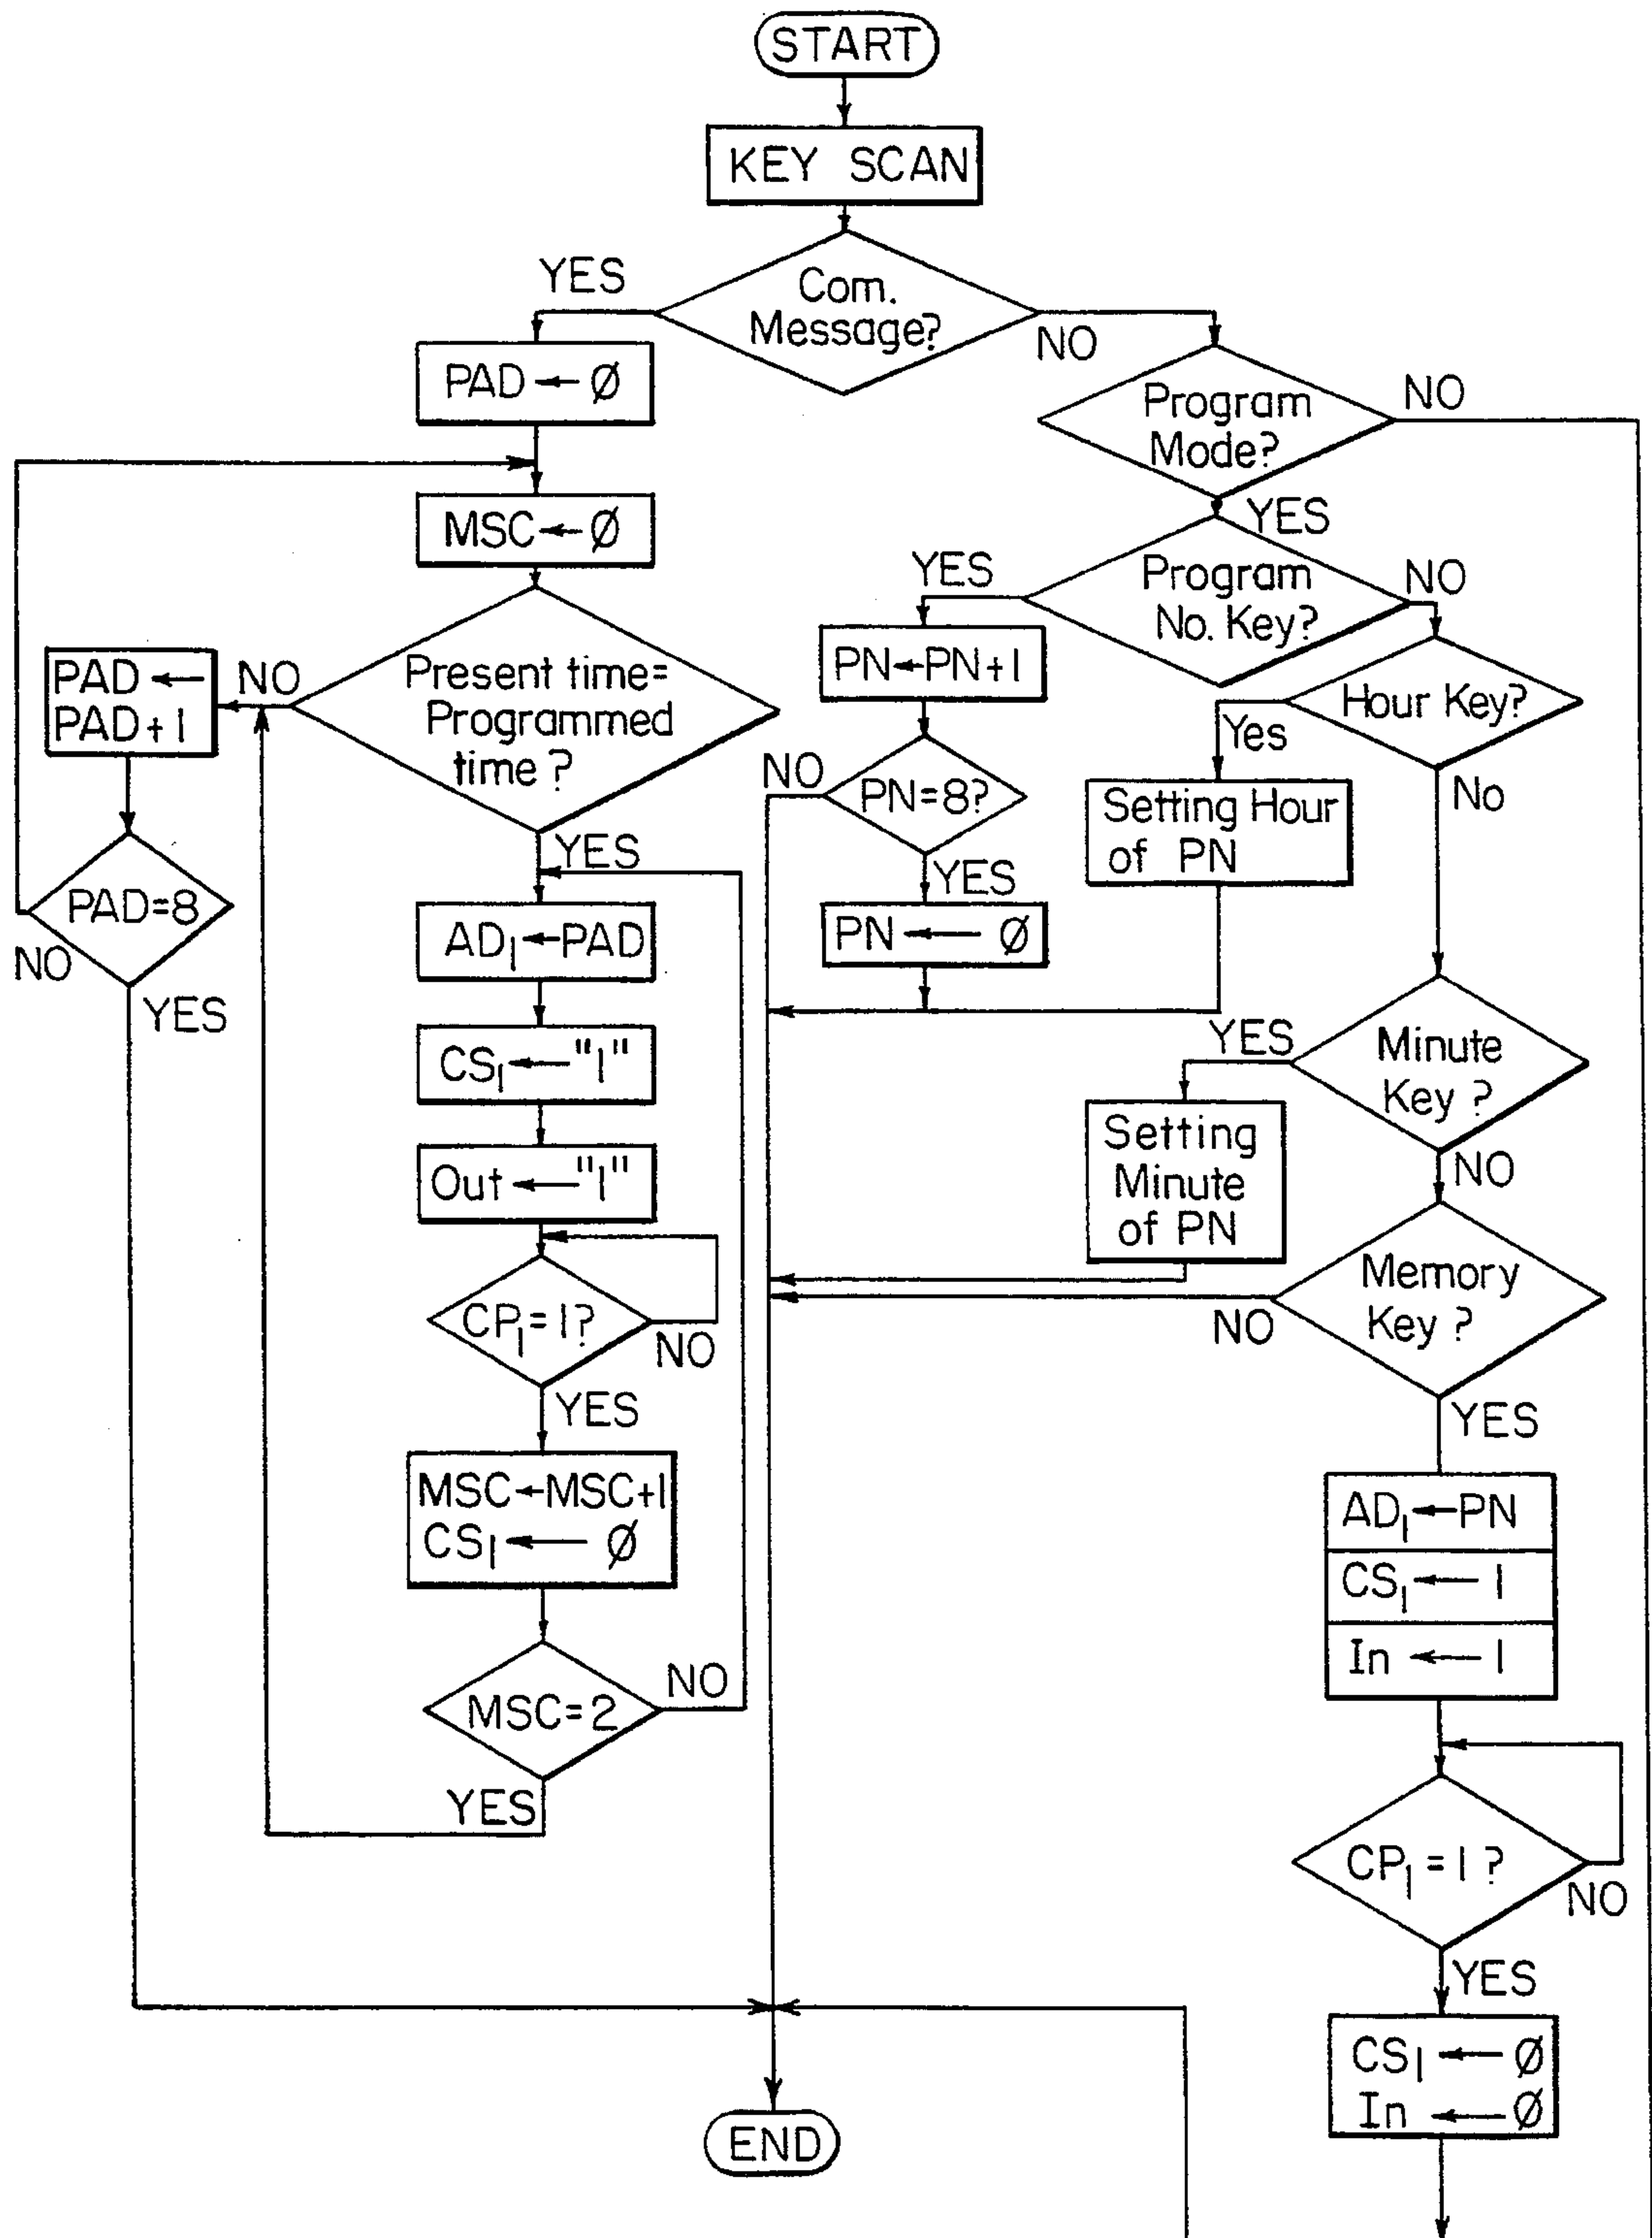 START
KEY SCAN
YES
Com.
Message?
NO
PAD ← Ø
Program
Mode?
NO
YES
MSC ← Ø
YES
Program
No. Key?
NO
PAD ←
PAD+1
NO
Present time=
Programmed
time ?
PN←PN+1
Hour Key?
Yes
No
NO
PN=8?
Setting Hour
of PN
YES
YES
PAD=8
NO
YES
AD₁←PAD
PN ← Ø
CS₁ ← "1"
YES
Minute
Key ?
Out ← "1"
Setting
Minute
of PN
NO
CP₁ = 1?
NO
Memory
Key ?
NO
YES
YES
MSC←MSC+1
CS₁ ← Ø
AD₁←PN
CS₁ ← 1
In ← 1
MSC=2
NO
YES
CP₁ = 1 ?
NO
YES
CS₁ ← Ø
In ← Ø
END